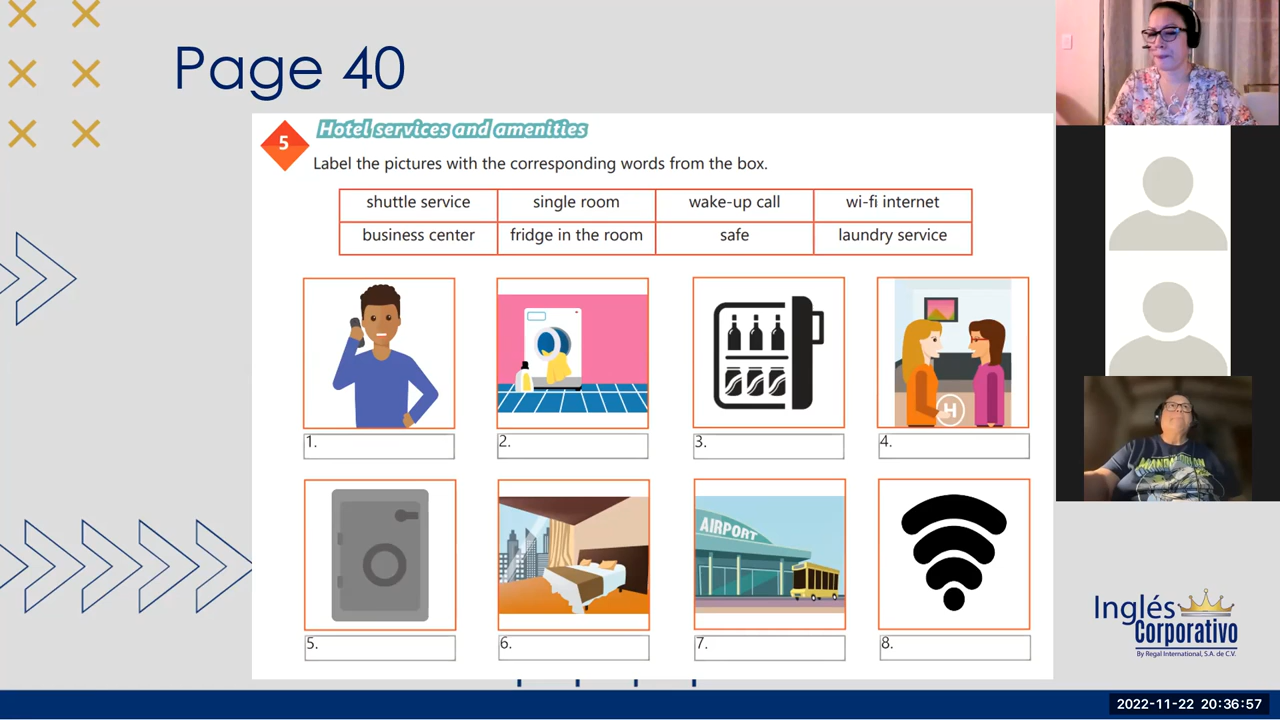 Page 40
5
Hotel services and amenities
Label the pictures with the corresponding words from the box.
shuttle service single room wake-up call wi-fi internet
business center fridge in the room safe laundry service
H
1. 2. 3. 4.
AIRPORT
5. 6. 7. 8.
Inglés
Corporativo
By Regal International, S.A. de C.V.
2022-11-22 20:36:57